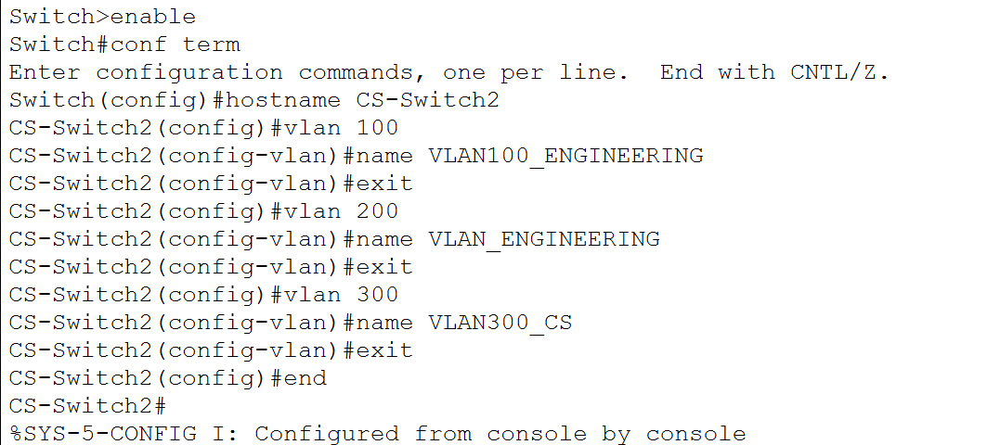 Switch>enable
Switch#conf term
Enter configuration commands, one per line.  End with CNTL/Z.
Switch(config)#hostname CS-Switch2
CS-Switch2(config)#vlan 100
CS-Switch2(config-vlan)#name VLAN100_ENGINEERING
CS-Switch2(config-vlan)#exit
CS-Switch2(config)#vlan 200
CS-Switch2(config-vlan)#name VLAN_ENGINEERING
CS-Switch2(config-vlan)#exit
CS-Switch2(config)#vlan 300
CS-Switch2(config-vlan)#name VLAN300_CS
CS-Switch2(config-vlan)#exit
CS-Switch2(config)#end
CS-Switch2#
%SYS-5-CONFIG I: Configured from console by console